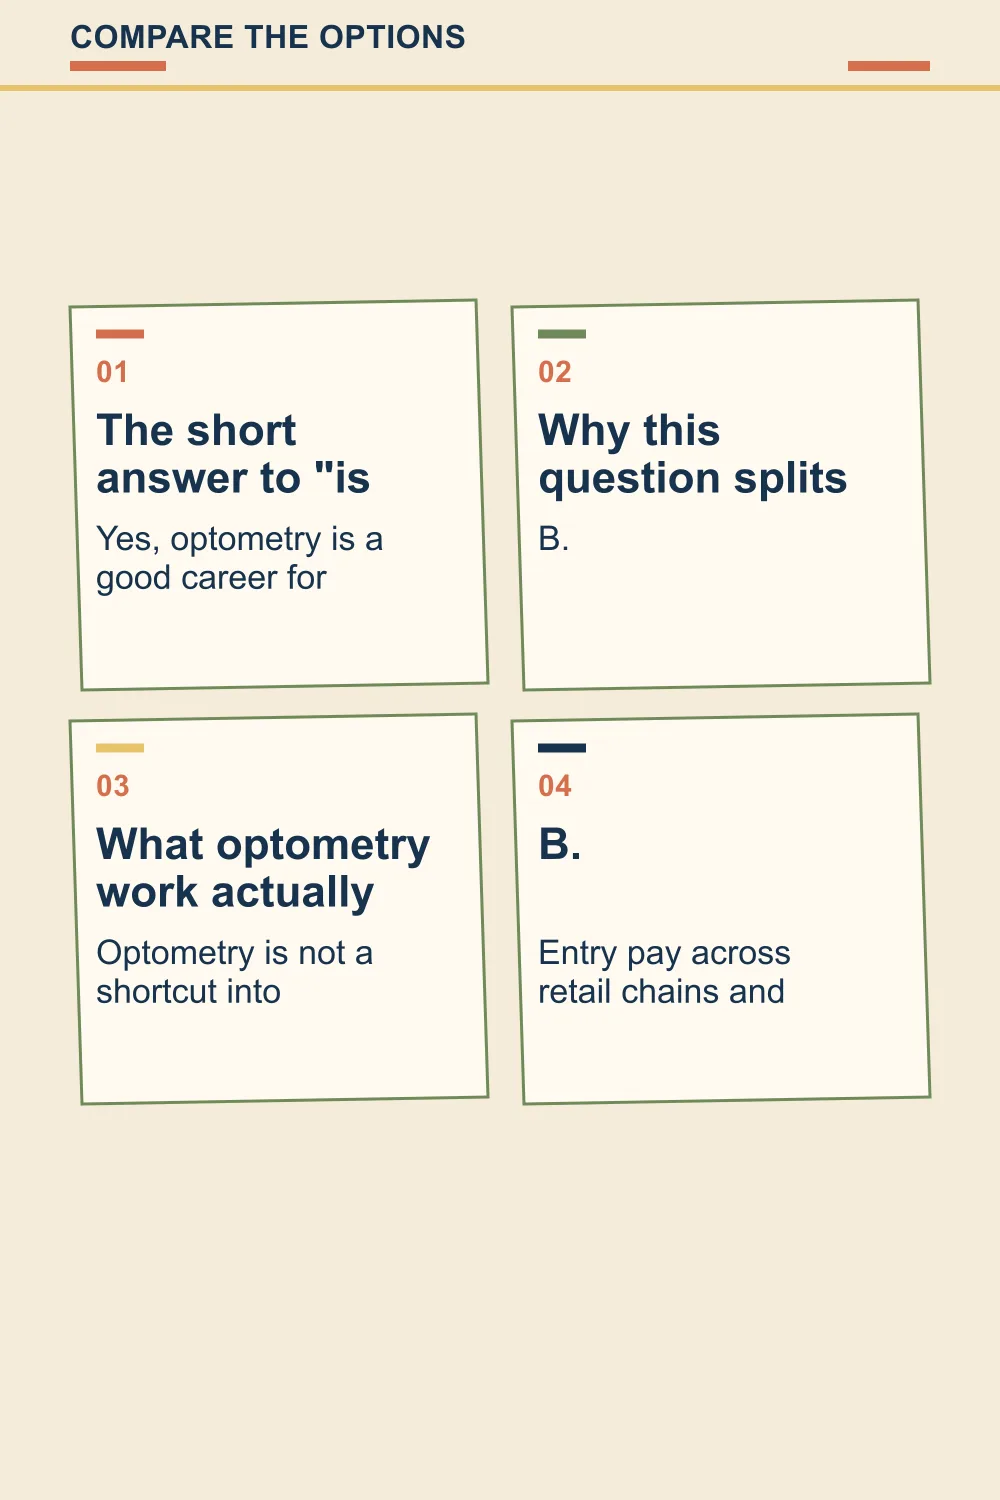 COMPARE THE OPTIONS
01
The short
answer to "is
Yes, optometry is a
good career for
02
Why this
question splits
B.
03
What optometry
work actually
Optometry is not a
shortcut into
04
B.
Entry pay across
retail chains and